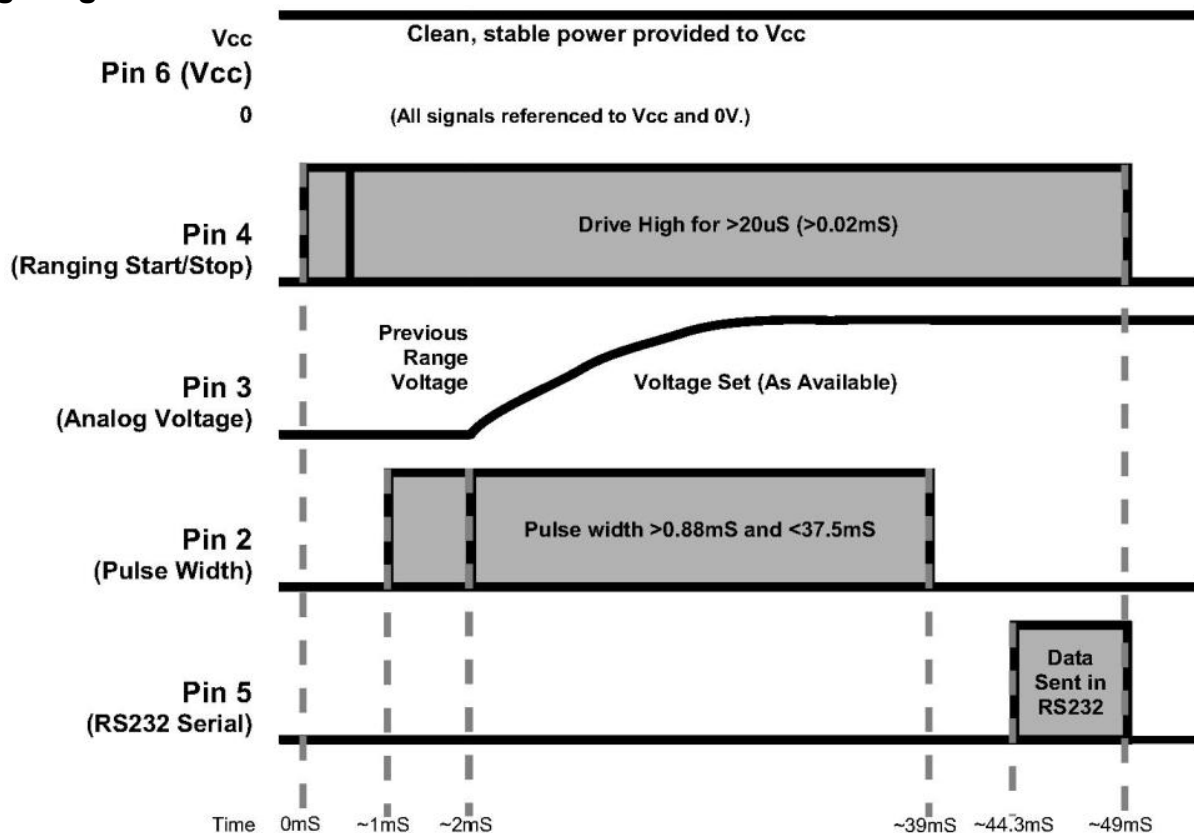 Vcc
Clean, stable power provided to Vcc
Pin 6 (Vcc)
0
(All signals referenced to Vcc and 0V.)
Drive High for >20uS (>0.02mS)
Pin 4
(Ranging Start/Stop)
Previous
Range
Voltage
Voltage Set (As Available)
Pin 3
(Analog Voltage)
Pulse width >0.88mS and <37.5mS
Pin 2
(Pulse Width)
Data
Sent in
RS232
Pin 5
(RS232 Serial)
Time 0mS ~1mS ~2mS ~39mS ~44.3mS ~49mS